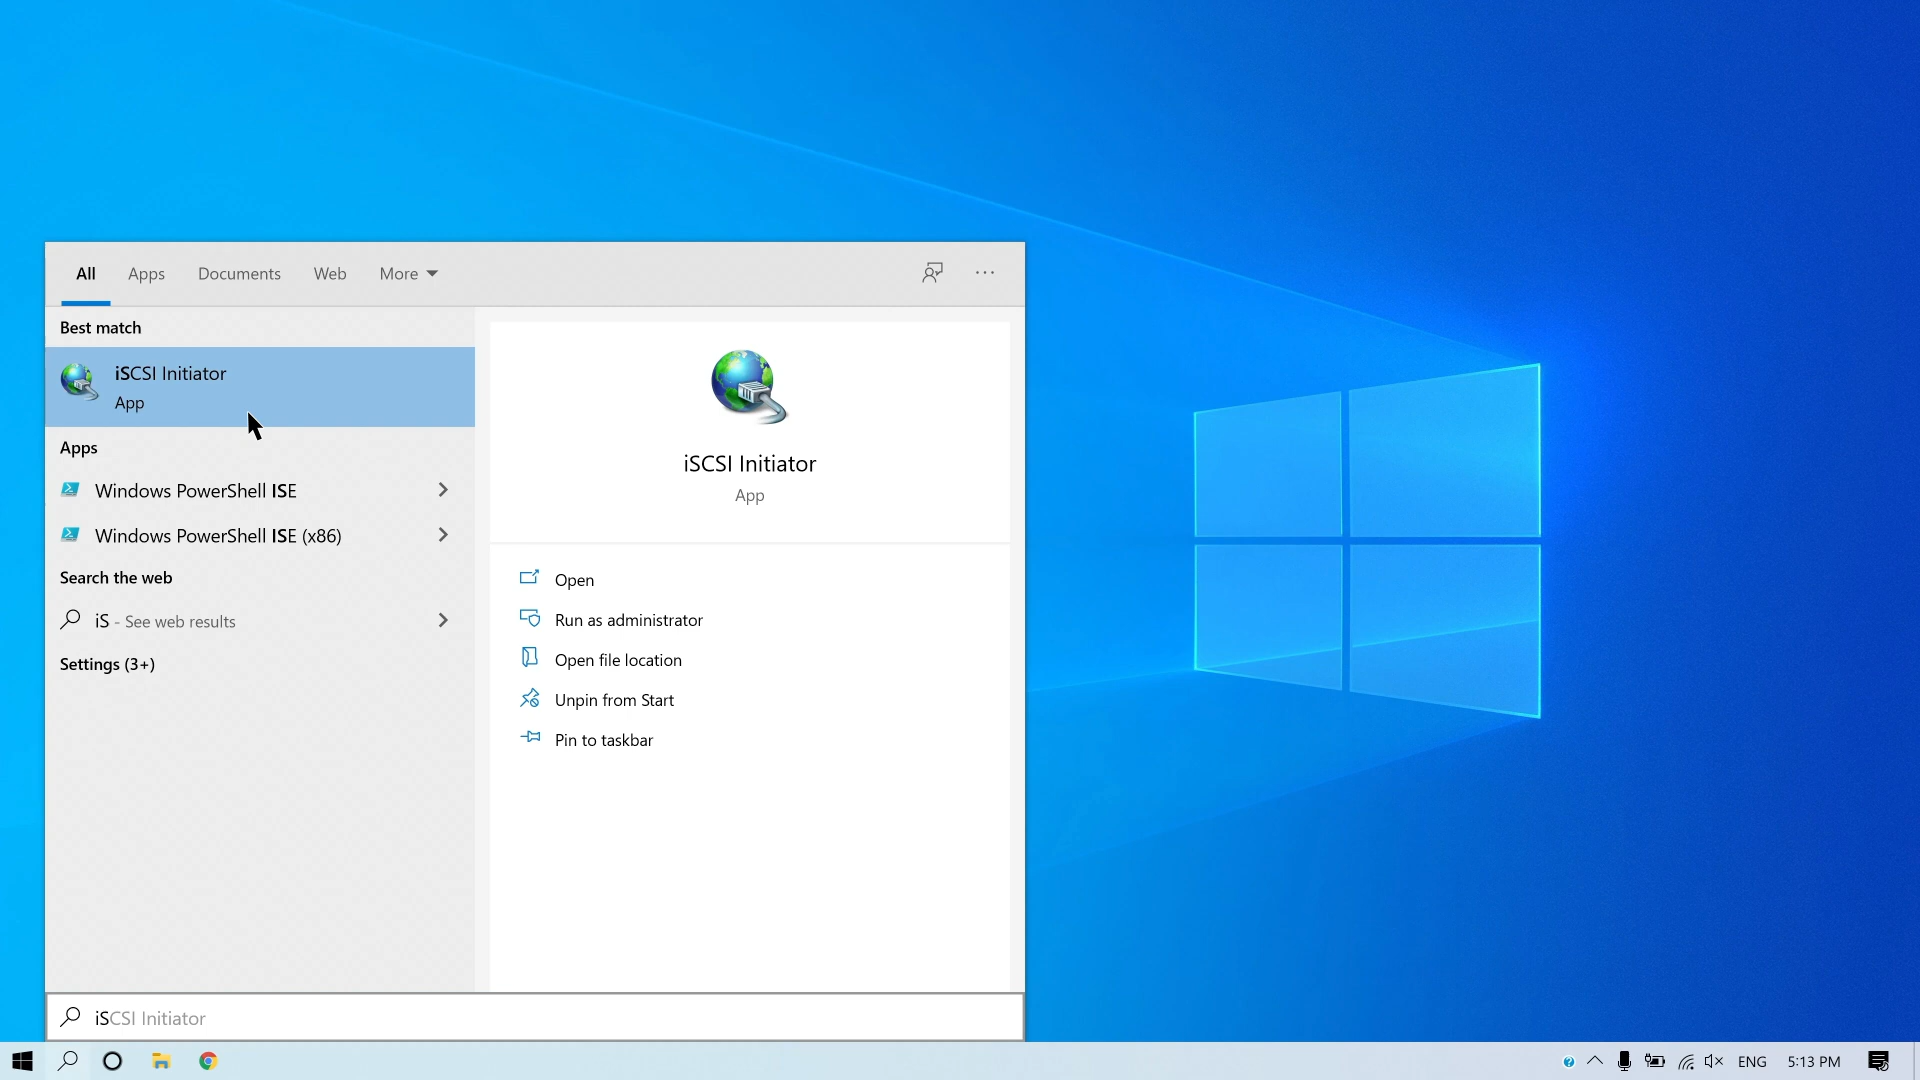 All Apps Documents Web More
Best match
iSCSI Initiator
App
Apps
Windows PowerShell ISE
Windows PowerShell ISE (x86)
Search the web
iS - See web results
Settings (3+)
iSCSI Initiator
App
Open
Run as administrator
Open file location
Unpin from Start
Pin to taskbar
iSCSI Initiator
ENG 5:13 PM